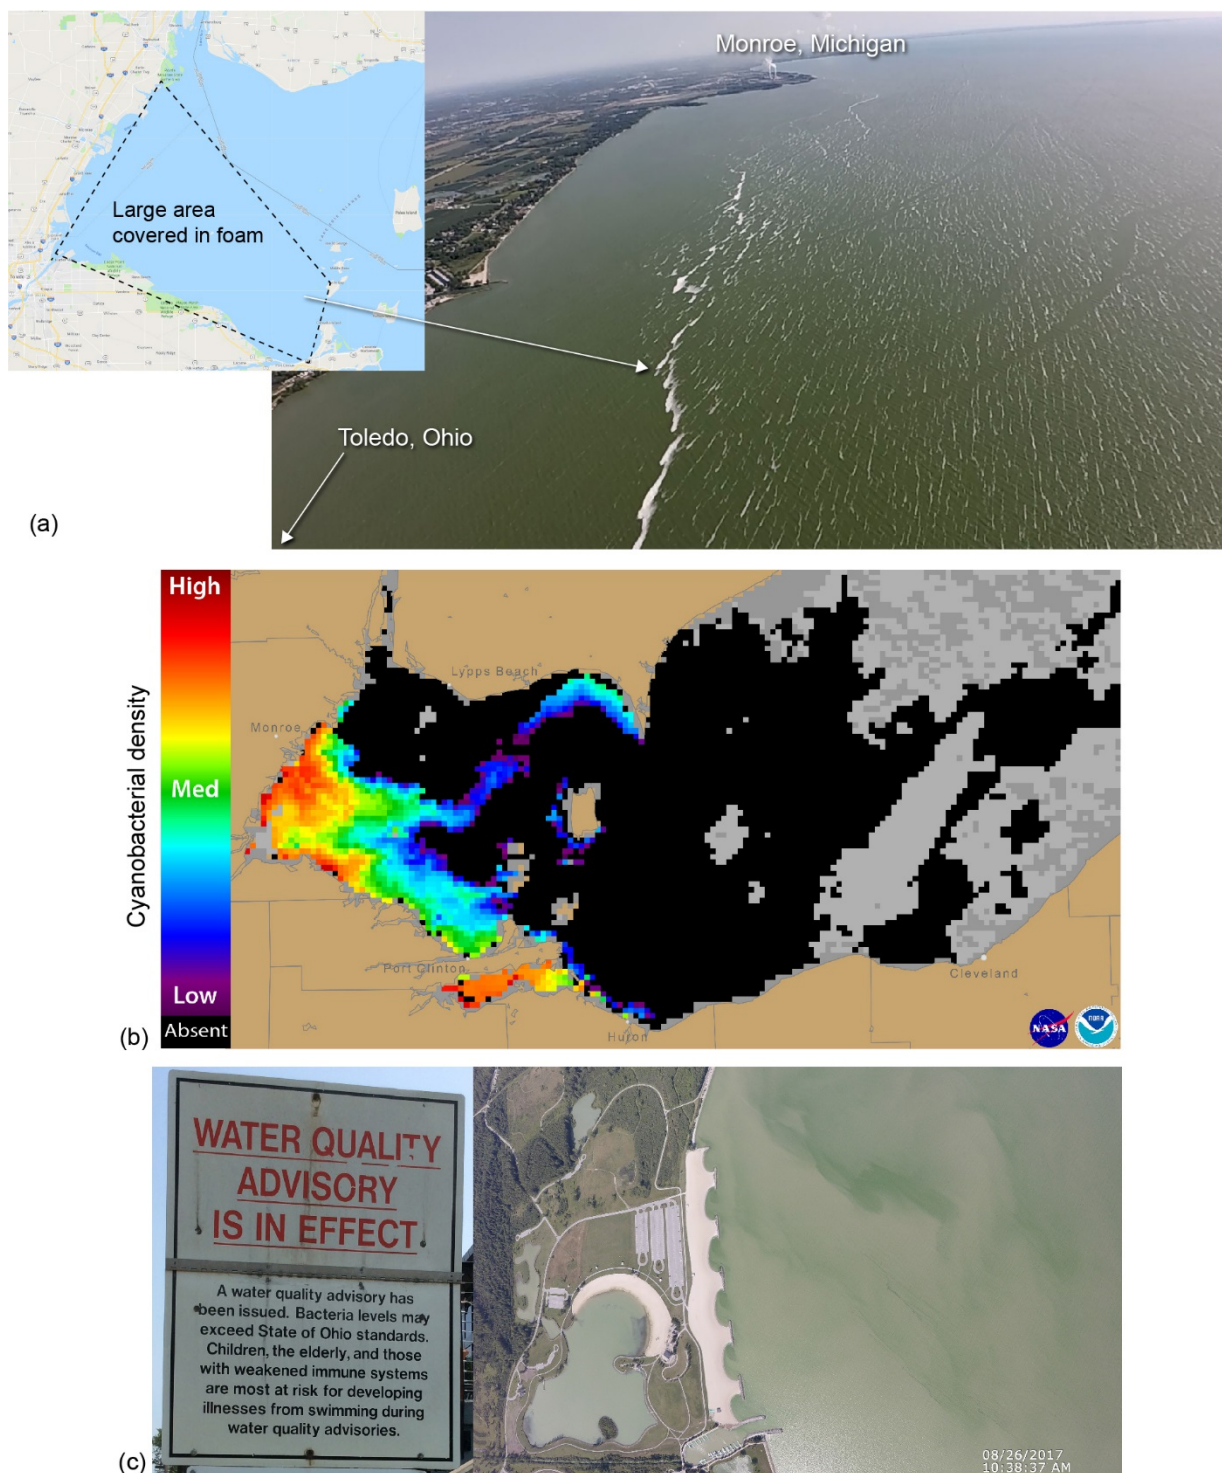 Monroe, Michigan
Large area
covered in foam
Toledo, Ohio
(a)
High
Lypps Beach
Monroe
Cyanobacterial density
Med
Port Clinton
Low
Cleveland
Absent
Huron
NASA
NOAA
(b)
WATER QUALITY
ADVISORY
IS IN EFFECT
A water quality advisory has
been issued. Bacteria levels may
exceed State of Ohio standards.
Children, the elderly, and those
with weakened immune systems
are most at risk for developing
illnesses from swimming during
water quality advisories.
08/26/2017
10:38:37 AM
(c)